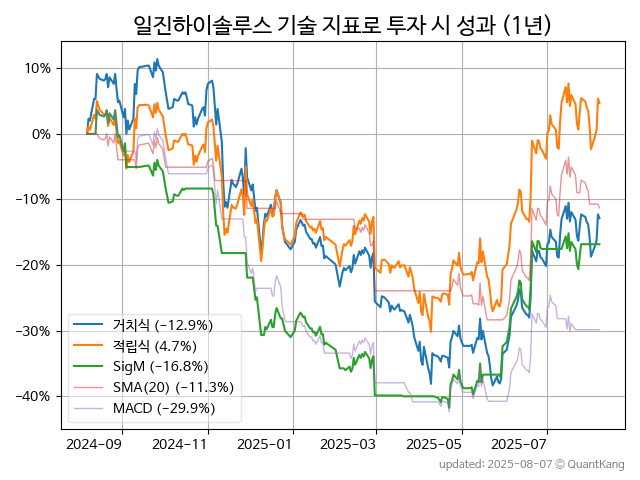 일진하이솔루스 기술 지표로 투자 시 성과 (1년)
10%
0%
−10%
−20%
−30%
−40%
거치식 (−12.9%)
적립식 (4.7%)
SigM (−16.8%)
SMA(20) (−11.3%)
MACD (−29.9%)
2024-09 2024-11 2025-01 2025-03 2025-05 2025-07
updated: 2025-08-07 © QuantKang